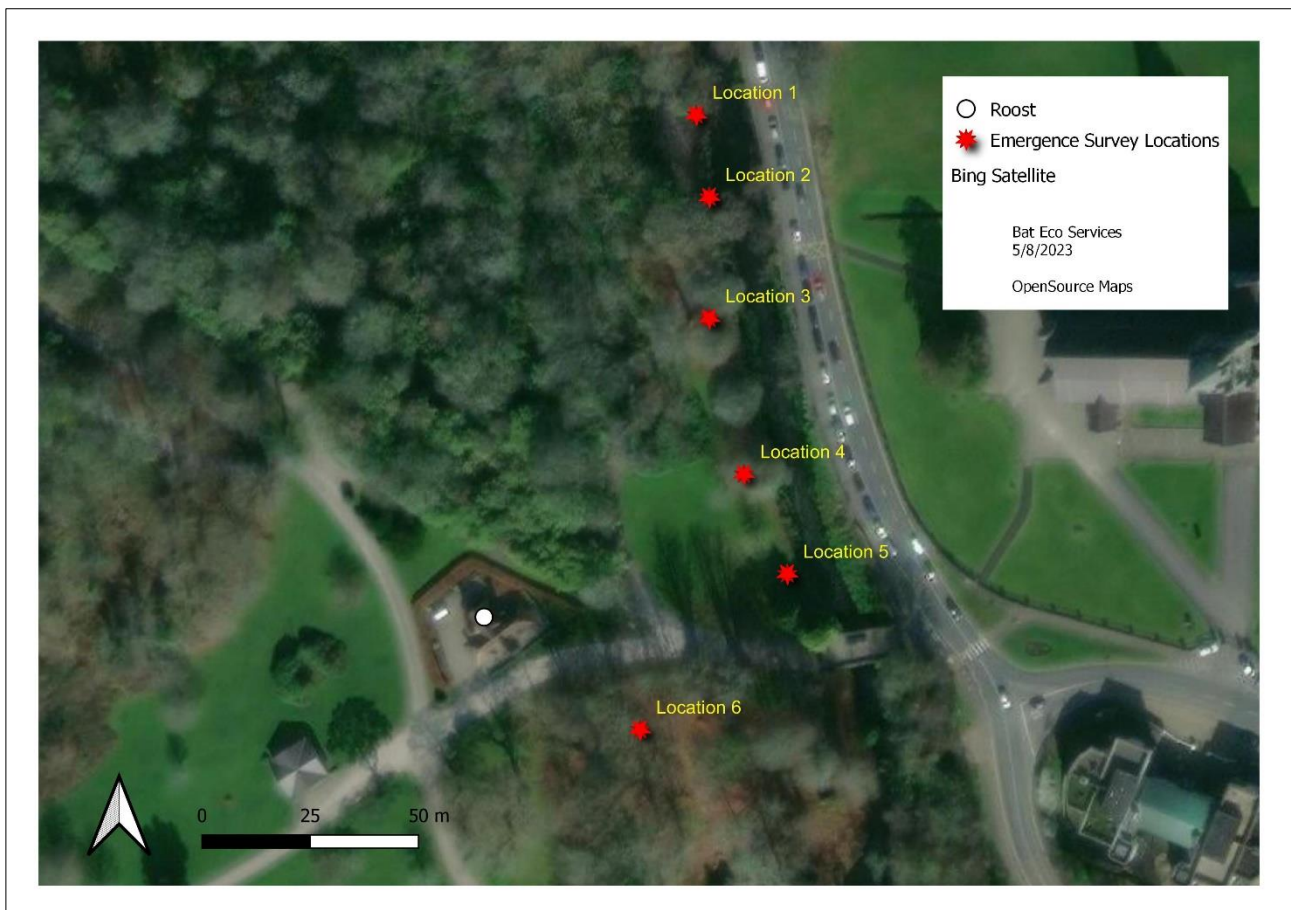 Location 1
Location 2
Location 3
Location 4
Location 5
Location 6
Roost
Emergence Survey Locations
Bing Satellite
Bat Eco Services
5/8/2023
OpenSource Maps
0 25 50 m